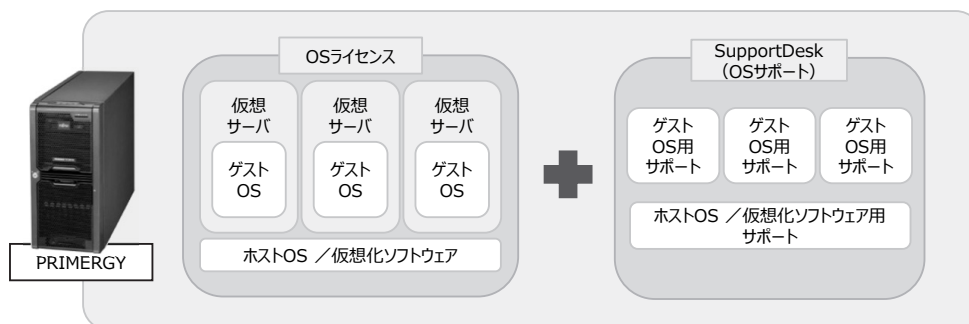 OSライセンス
仮想
サーバ
仮想
サーバ
仮想
サーバ
ゲスト
OS
ゲスト
OS
ゲスト
OS
ホストOS ／仮想化ソフトウェア
PRIMERGY
SupportDesk
（OSサポート）
ゲスト
OS用
サポート
ゲスト
OS用
サポート
ゲスト
OS用
サポート
ホストOS ／仮想化ソフトウェア用
サポート